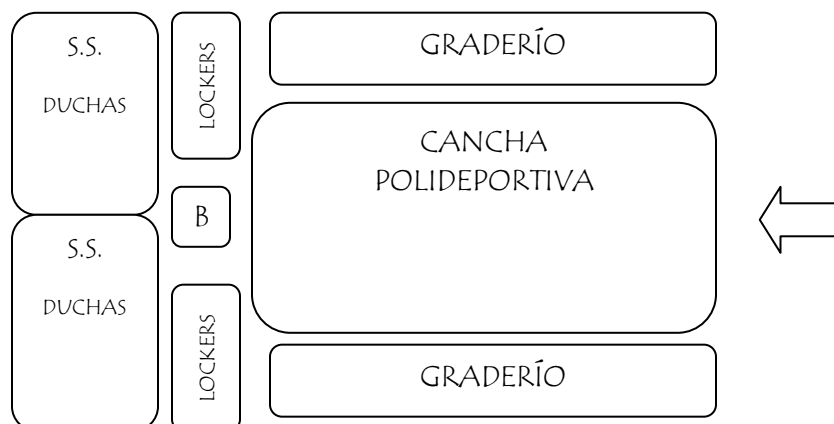 S.S.
DUCHAS
LOCKERS
GRADERÍO
CANCHA
POLIDEPORTIVA
B
S.S.
DUCHAS
LOCKERS
GRADERÍO